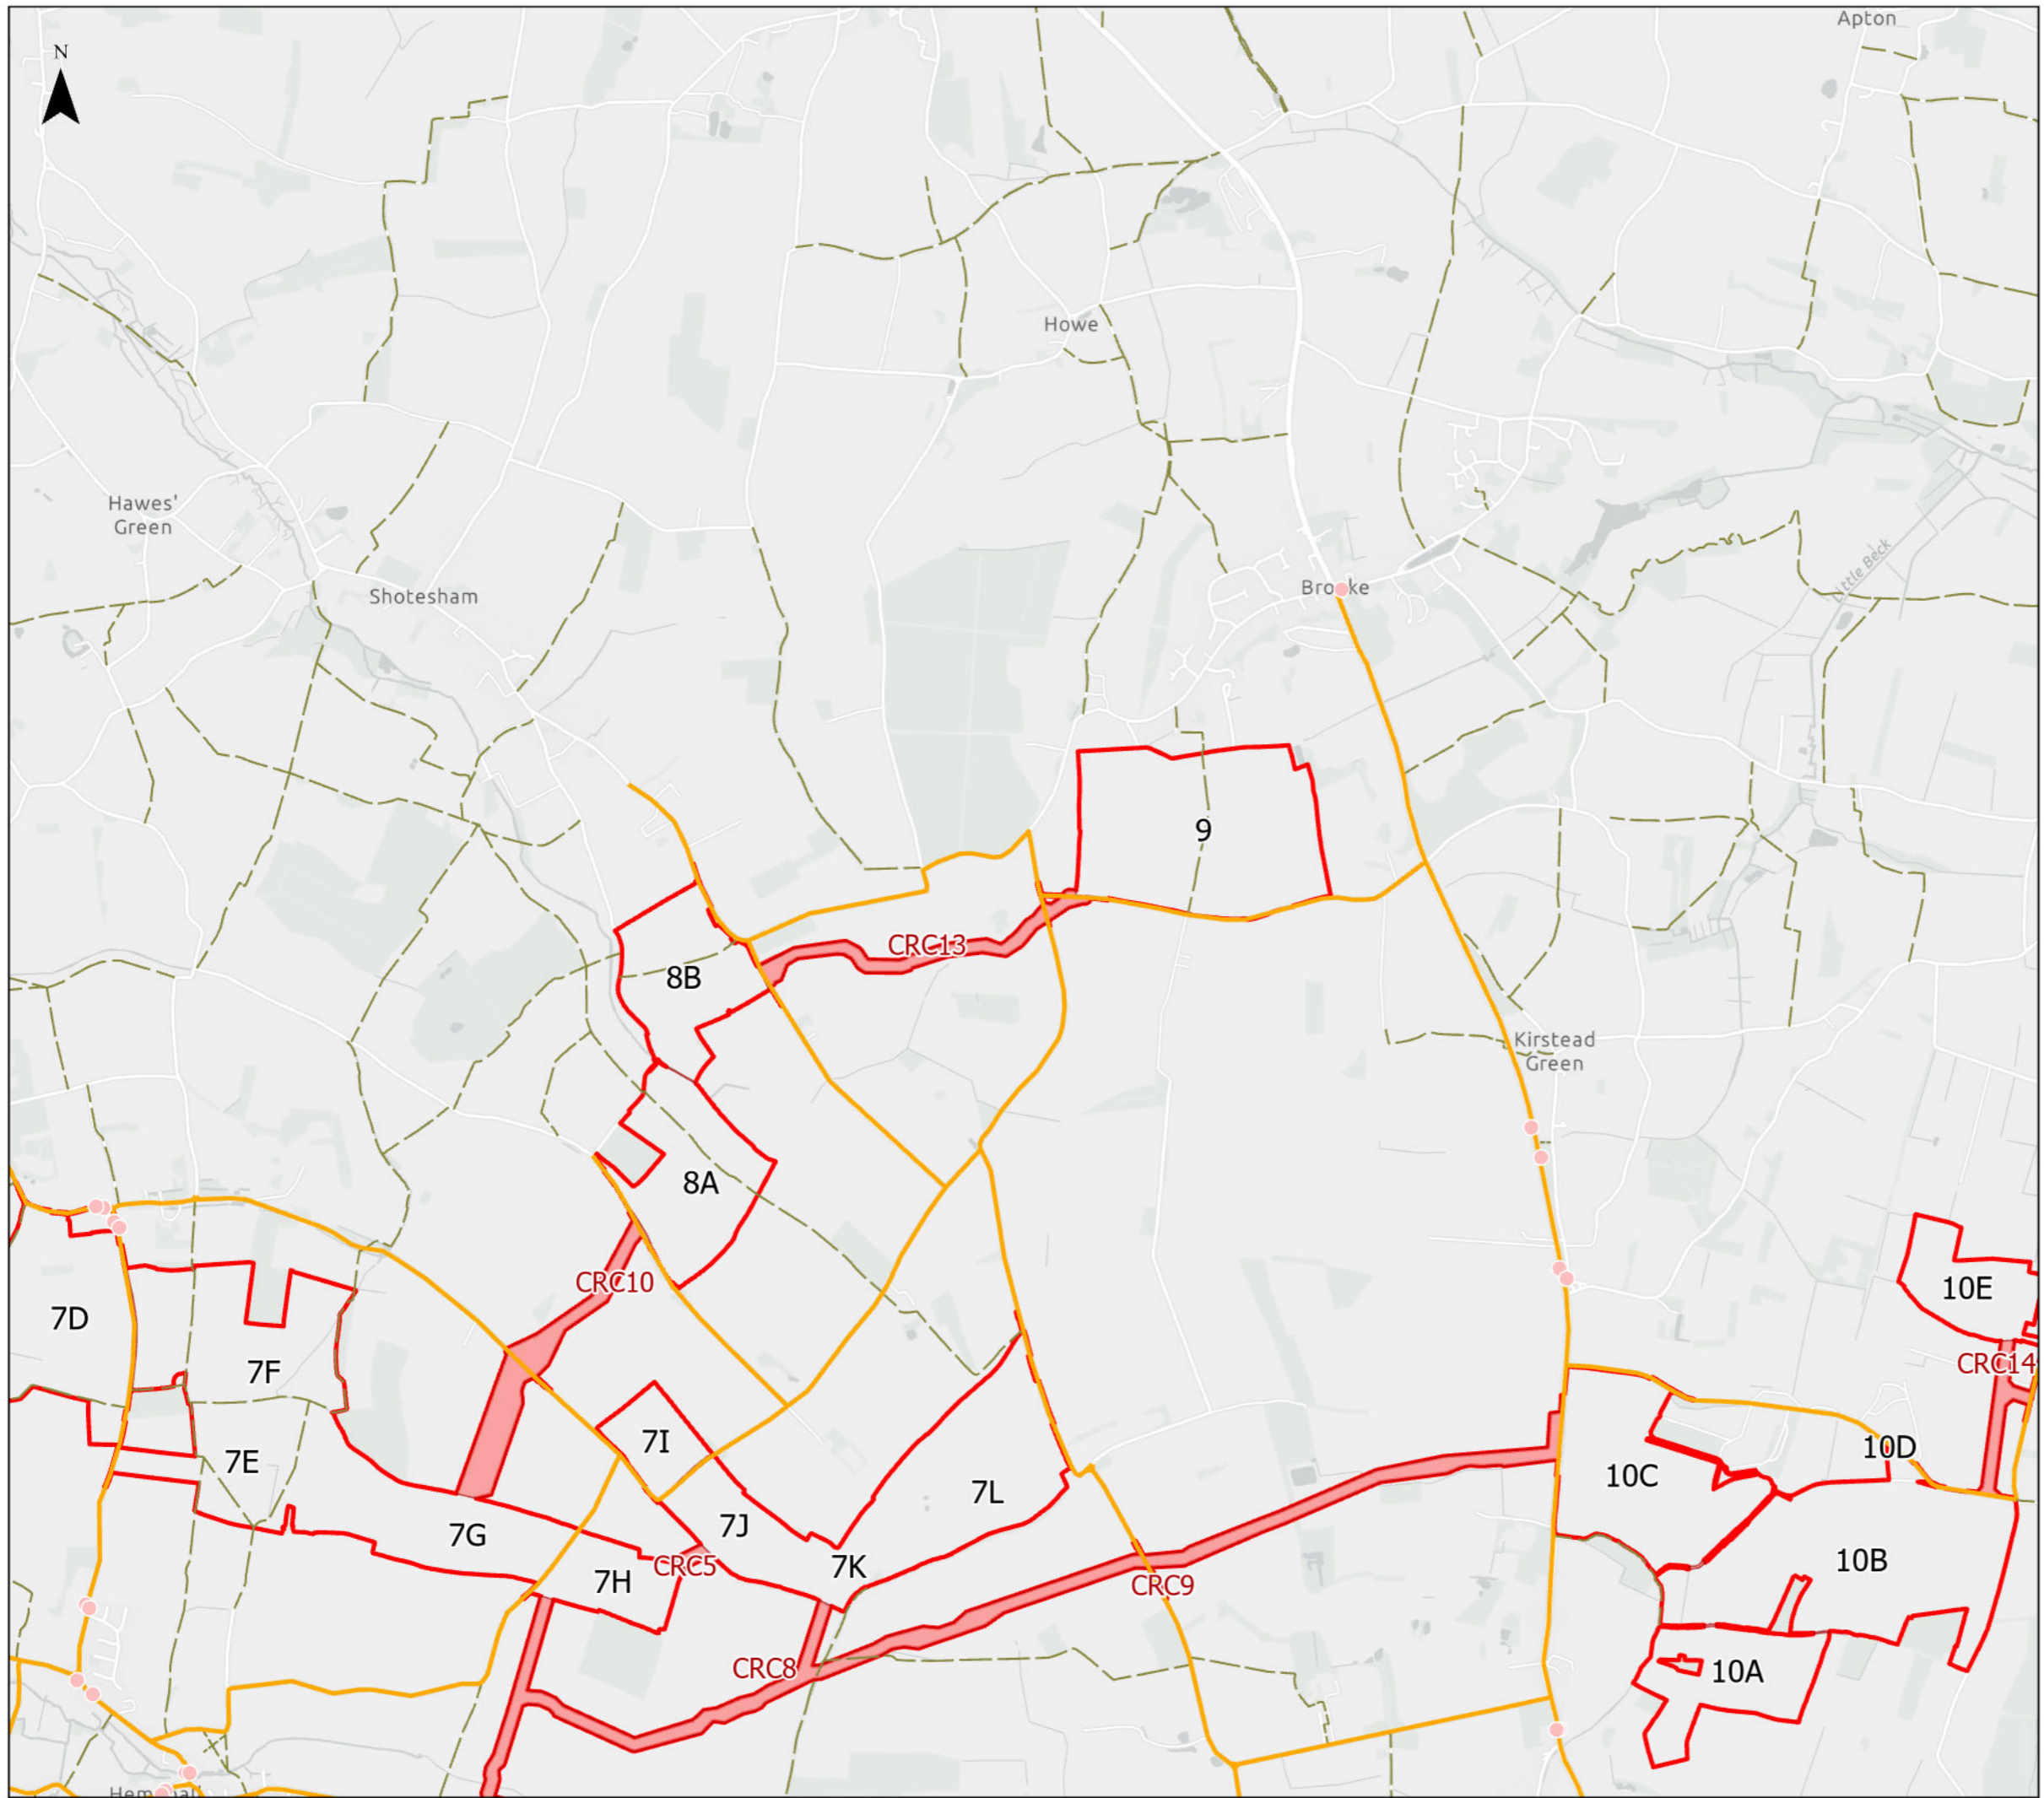 Apton
N
Howe
Hawes'
Green
Brooke
Little Beck
Shotesham
9
CRC13
8B
Kirstead
Green
8A
CRC10
10E
7D
CRC14
7F
7I
10D
7E
10C
7L
7G
7J
10B
CRC5
7K
7H
CRC9
CRC8
10A